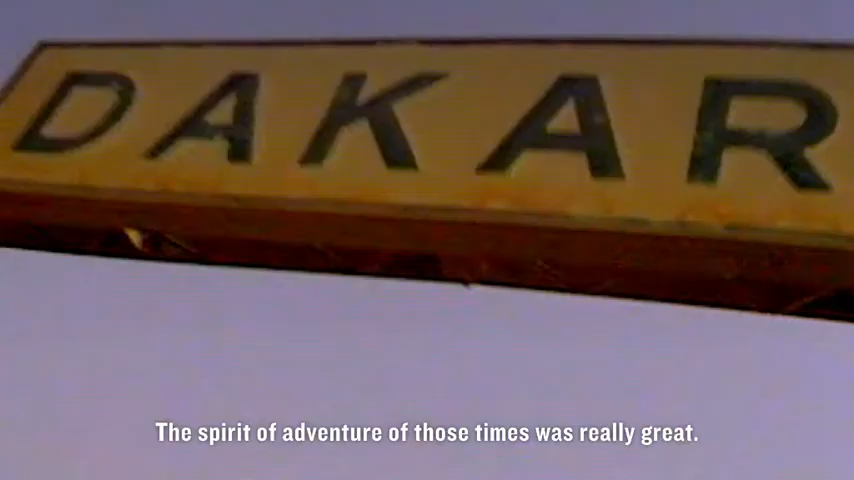 DAKAR
The spirit of adventure of those times was really great.